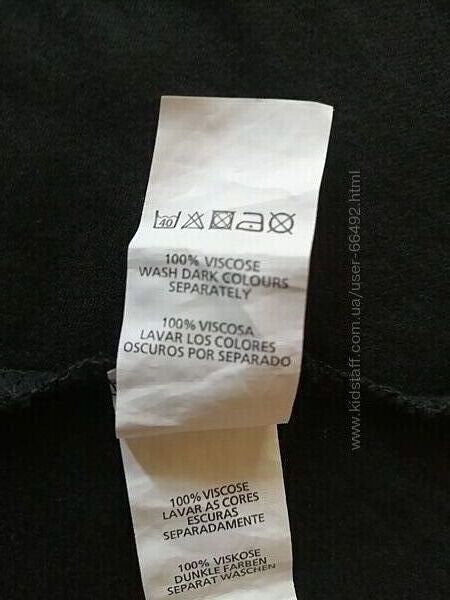 40
100% VISCOSE
WASH DARK COLOURS
SEPARATELY
100% VISCOSA
LAVAR LOS COLORES
OSCUROS POR SEPARADO
100% VISCOSE
LAVAR AS CORES
ESCURAS
SEPARADAMENTE
100% VISKOSE
DUNKLE FARBEN
SEPARAT WASCHEN
www.kidstaff.com.ua/user-66492.html